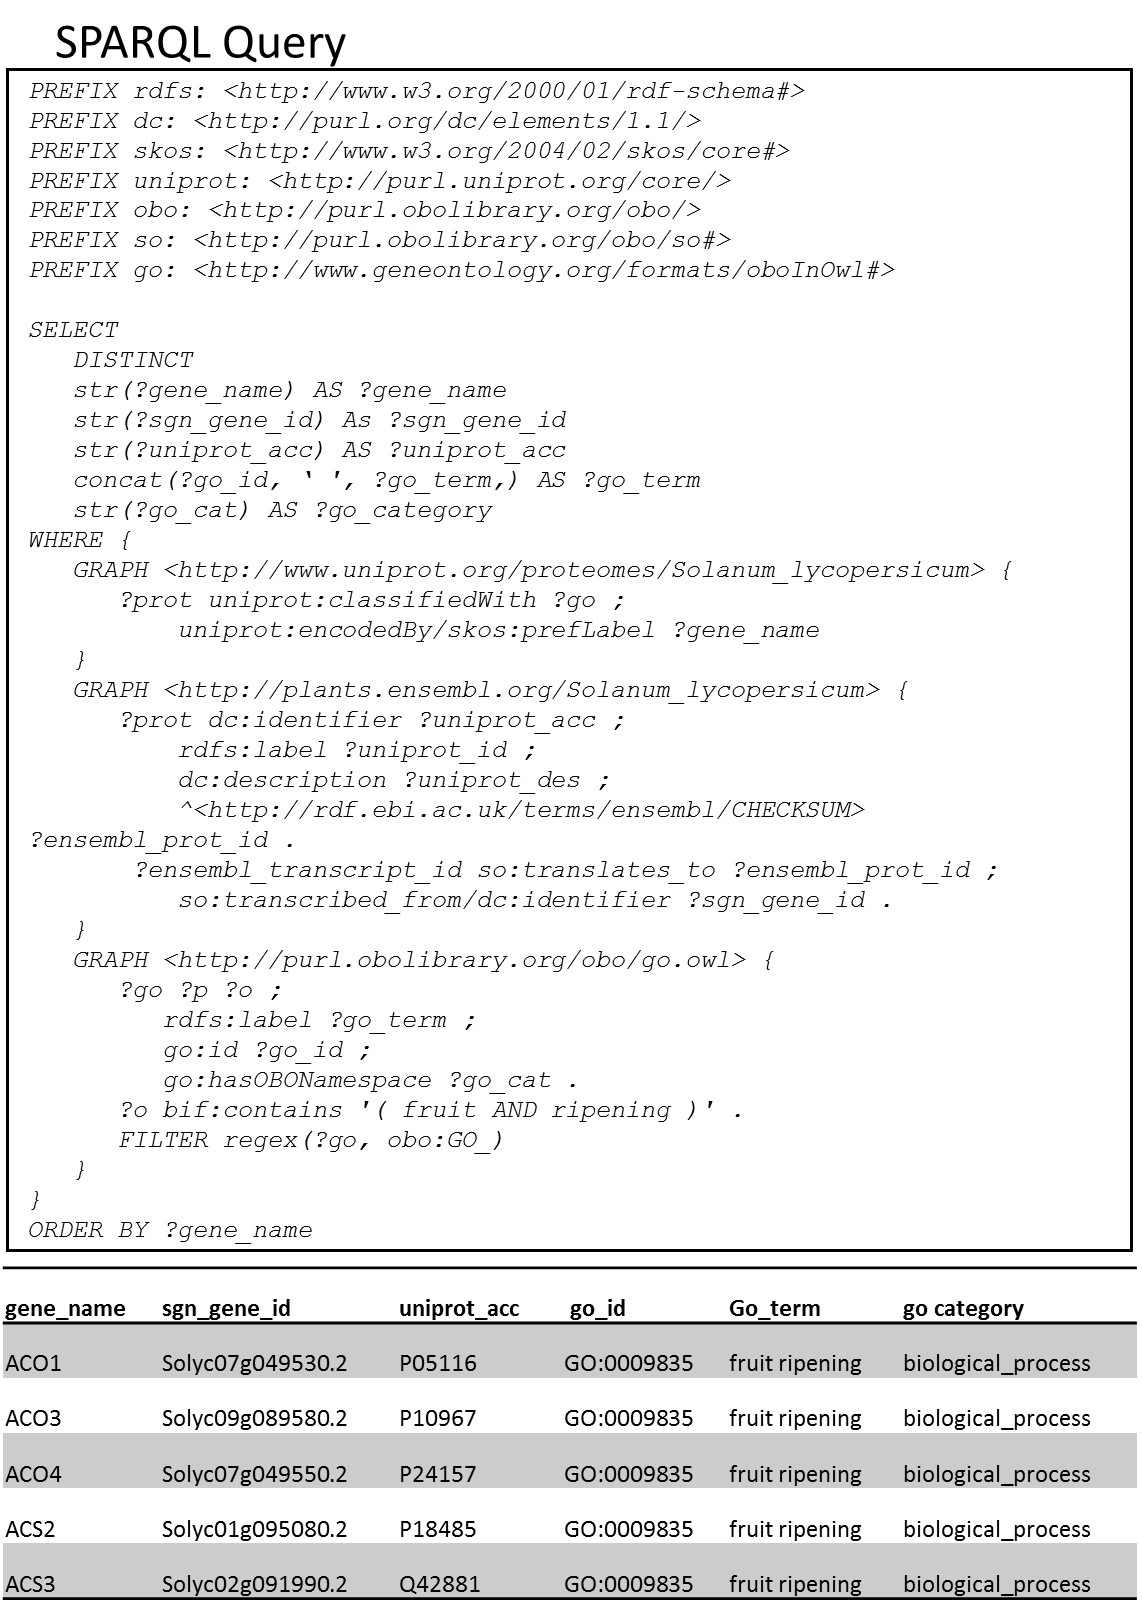 SPARQL Query
PREFIX rdfs: <http://www.w3.org/2000/01/rdf-schema#>
PREFIX dc: <http://purl.org/dc/elements/1.1/>
PREFIX skos: <http://www.w3.org/2004/02/skos/core#>
PREFIX uniprot: <http://purl.uniprot.org/core/>
PREFIX obo: <http://purl.obolibrary.org/obo/>
PREFIX so: <http://purl.obolibrary.org/obo/so#>
PREFIX go: <http://www.geneontology.org/formats/oboInOwl#>
SELECT
DISTINCT
str(?gene_name) AS ?gene_name
str(?sgn_gene_id) As ?sgn_gene_id
str(?uniprot_acc) AS ?uniprot_acc
concat(?go_id, ‘ ', ?go_term,) AS ?go_term
str(?go_cat) AS ?go_category
WHERE {
GRAPH <http://www.uniprot.org/proteomes/Solanum_lycopersicum> {
?prot uniprot:classifiedWith ?go ;
uniprot:encodedBy/skos:prefLabel ?gene_name
}
GRAPH <http://plants.ensembl.org/Solanum_lycopersicum> {
?prot dc:identifier ?uniprot_acc ;
rdfs:label ?uniprot_id ;
dc:description ?uniprot_des ;
^<http://rdf.ebi.ac.uk/terms/ensembl/CHECKSUM>
?ensembl_prot_id .
?ensembl_transcript_id so:translates_to ?ensembl_prot_id ;
so:transcribed_from/dc:identifier ?sgn_gene_id .
}
GRAPH <http://purl.obolibrary.org/obo/go.owl> {
?go ?p ?o ;
rdfs:label ?go_term ;
go:id ?go_id ;
go:hasOBONamespace ?go_cat .
?o bif:contains '( fruit AND ripening )' .
FILTER regex(?go, obo:GO_)
}
}
ORDER BY ?gene_name
gene_name sgn_gene_id uniprot_acc go_id Go_term go category
ACO1 Solyc07g049530.2 P05116 GO:0009835 fruit ripening biological_process
ACO3 Solyc09g089580.2 P10967 GO:0009835 fruit ripening biological_process
ACO4 Solyc07g049550.2 P24157 GO:0009835 fruit ripening biological_process
ACS2 Solyc01g095080.2 P18485 GO:0009835 fruit ripening biological_process
ACS3 Solyc02g091990.2 Q42881 GO:0009835 fruit ripening biological_process